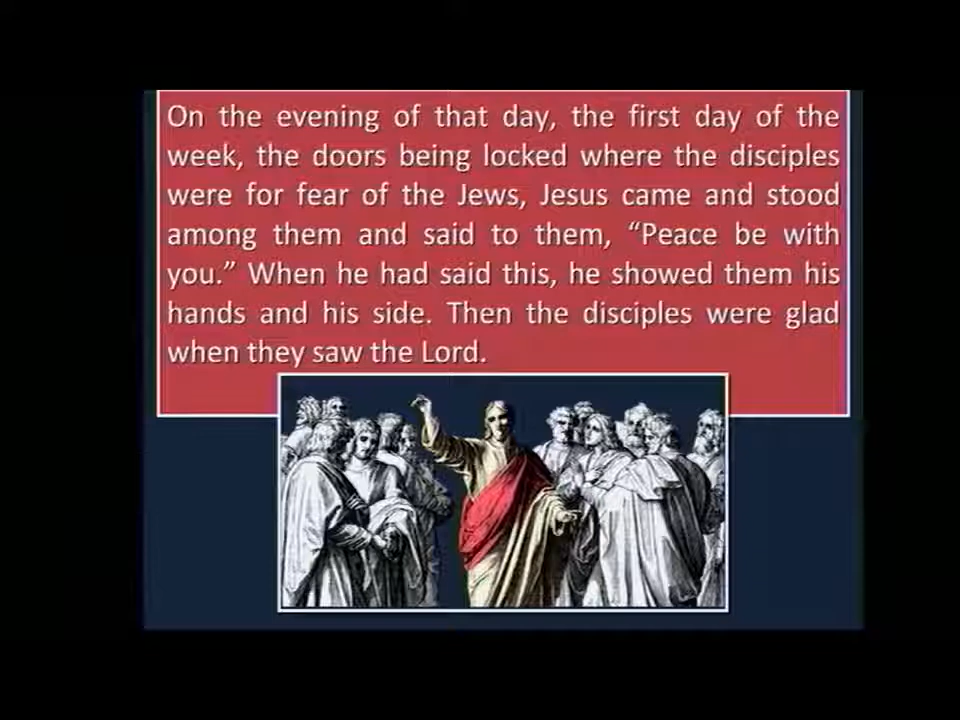 On the evening of that day, the first day of the
week, the doors being locked where the disciples
were for fear of the Jews, Jesus came and stood
among them and said to them, “Peace be with
you.” When he had said this, he showed them his
hands and his side. Then the disciples were glad
when they saw the Lord.